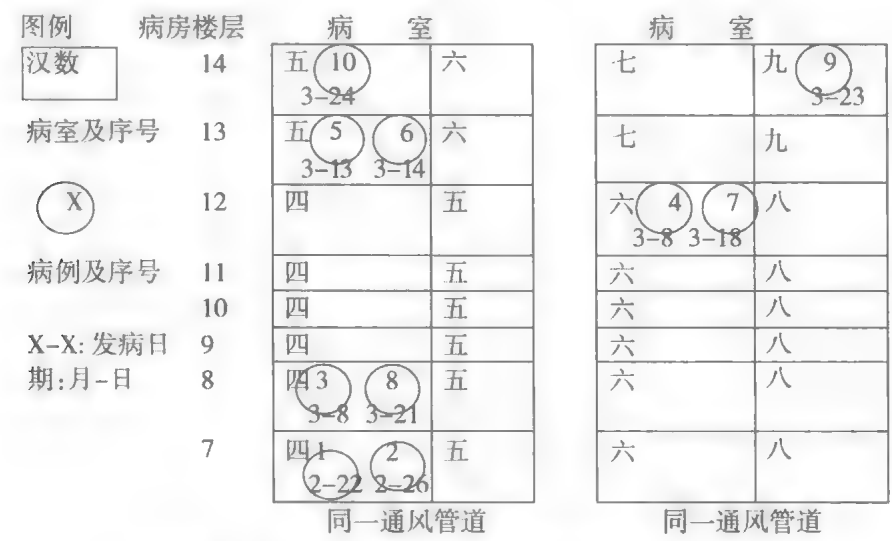 图例 病房楼层 病 室 病 室
汉数 14 五 10 六 七 九 9
3-24 3-23
病室及序号 13 五 5 6 六 七 九
3-13 3-14
X 12 四 五 六 4 7 八
3-8 3-18
病例及序号 11 四 五 六 八
10 四 五 六 八
X-X: 发病日 9 四 五 六 八
期:月-日 8 四 3 8 五 六 八
3-8 3-21
7 四 1 2 五 六 八
2-22 2-26
同一通风管道 同一通风管道